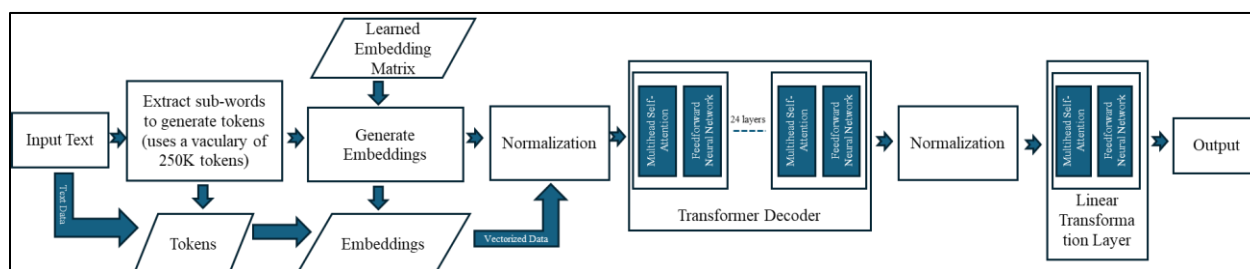 Input Text
Text Data
Extract sub-words
to generate tokens
(uses a vaculary of
250K tokens)
Tokens
Learned
Embedding
Matrix
Generate
Embeddings
Embeddings
Vectorized Data
Normalization
Multihead Self-
Attention
Feedforward
Neural Network
24 layers
Multihead Self-
Attention
Feedforward
Neural Network
Transformer Decoder
Normalization
Multihead Self-
Attention
Feedforward
Neural Network
Linear
Transforma
tion Layer
Output